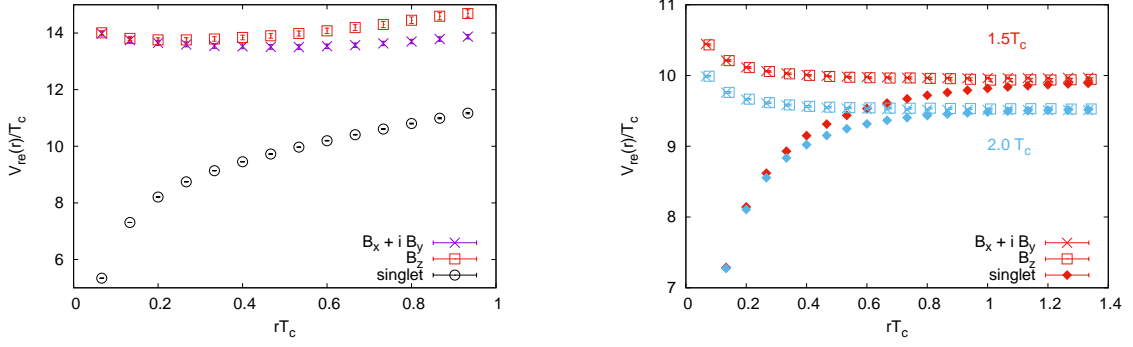 V_re(r)/T_c
14
12
10
8
6
0
0.2
0.4
0.6
0.8
1
rT_c
B_x + i B_y
B_z
singlet
V_re(r)/T_c
10
9
8
7
0
0.2
0.4
0.6
0.8
1
1.2
1.4
rT_c
1.5T_c
2.0 T_c
B_x + i B_y
B_z
singlet